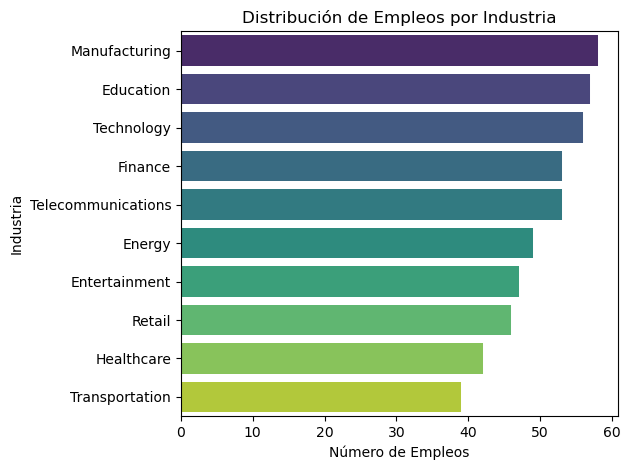 Distribución de Empleos por Industria
Industria
Manufacturing
Education
Technology
Finance
Telecommunications
Energy
Entertainment
Retail
Healthcare
Transportation
0 10 20 30 40 50 60
Número de Empleos